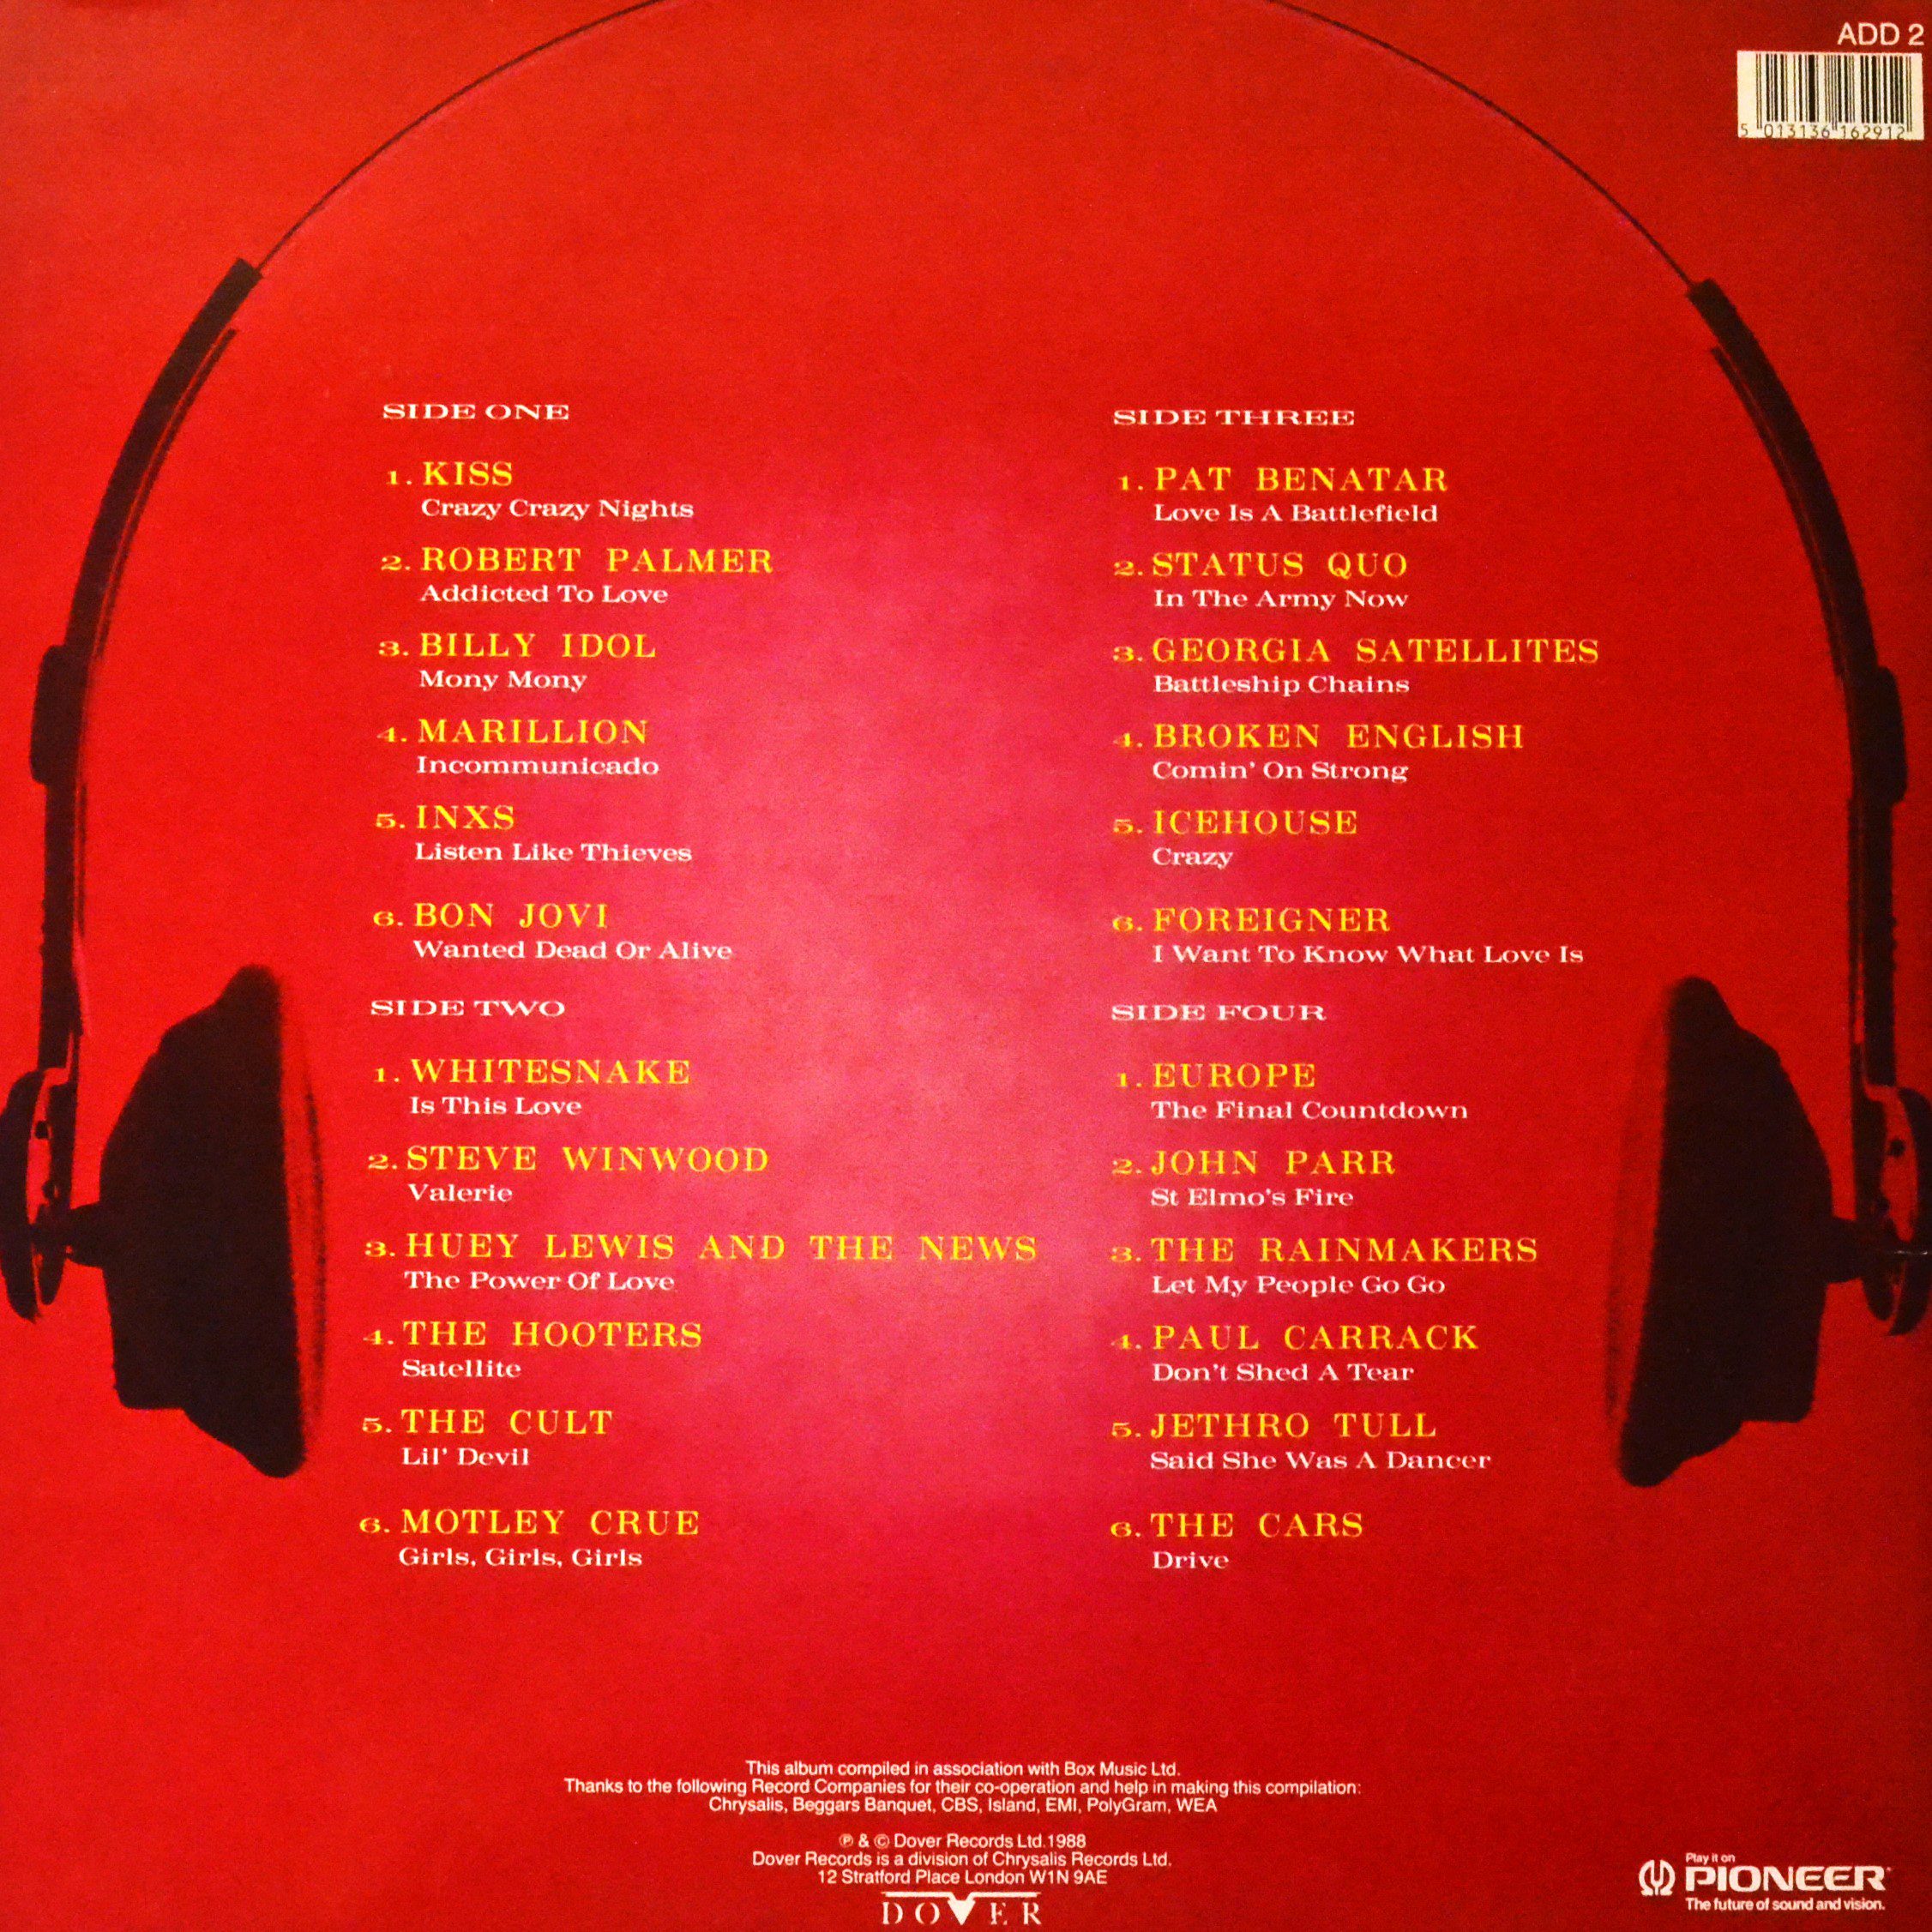 ADD 2
5 013136 162912
SIDE ONE
1. KISS
Crazy Crazy Nights
2. ROBERT PALMER
Addicted To Love
3. BILLY IDOL
Mony Mony
4. MARILLION
Incommunicado
5. INXS
Listen Like Thieves
6. BON JOVI
Wanted Dead Or Alive
SIDE TWO
1. WHITESNAKE
Is This Love
2. STEVE WINWOOD
Valerie
3. HUEY LEWIS AND THE NEWS
The Power Of Love
4. THE HOOTERS
Satellite
5. THE CULT
Lil' Devil
6. MOTLEY CRUE
Girls, Girls, Girls
SIDE THREE
1. PAT BENATAR
Love Is A Battlefield
2. STATUS QUO
In The Army Now
3. GEORGIA SATELLITES
Battleship Chains
4. BROKEN ENGLISH
Comin' On Strong
5. ICEHOUSE
Crazy
6. FOREIGNER
I Want To Know What Love Is
SIDE FOUR
1. EUROPE
The Final Countdown
2. JOHN PARR
St Elmo's Fire
3. THE RAINMAKERS
Let My People Go Go
4. PAUL CARRACK
Don't Shed A Tear
5. JETHRO TULL
Said She Was A Dancer
6. THE CARS
Drive
This album compiled in association with Box Music Ltd.
Thanks to the following Record Companies for their co-operation and help in making this compilation:
Chrysalis, Beggars Banquet, CBS, Island, EMI, PolyGram, WEA
℗ & © Dover Records Ltd.1988
Dover Records is a division of Chrysalis Records Ltd.
12 Stratford Place London W1N 9AE
DOVER
Play it on
PIONEER®
The future of sound and vision.